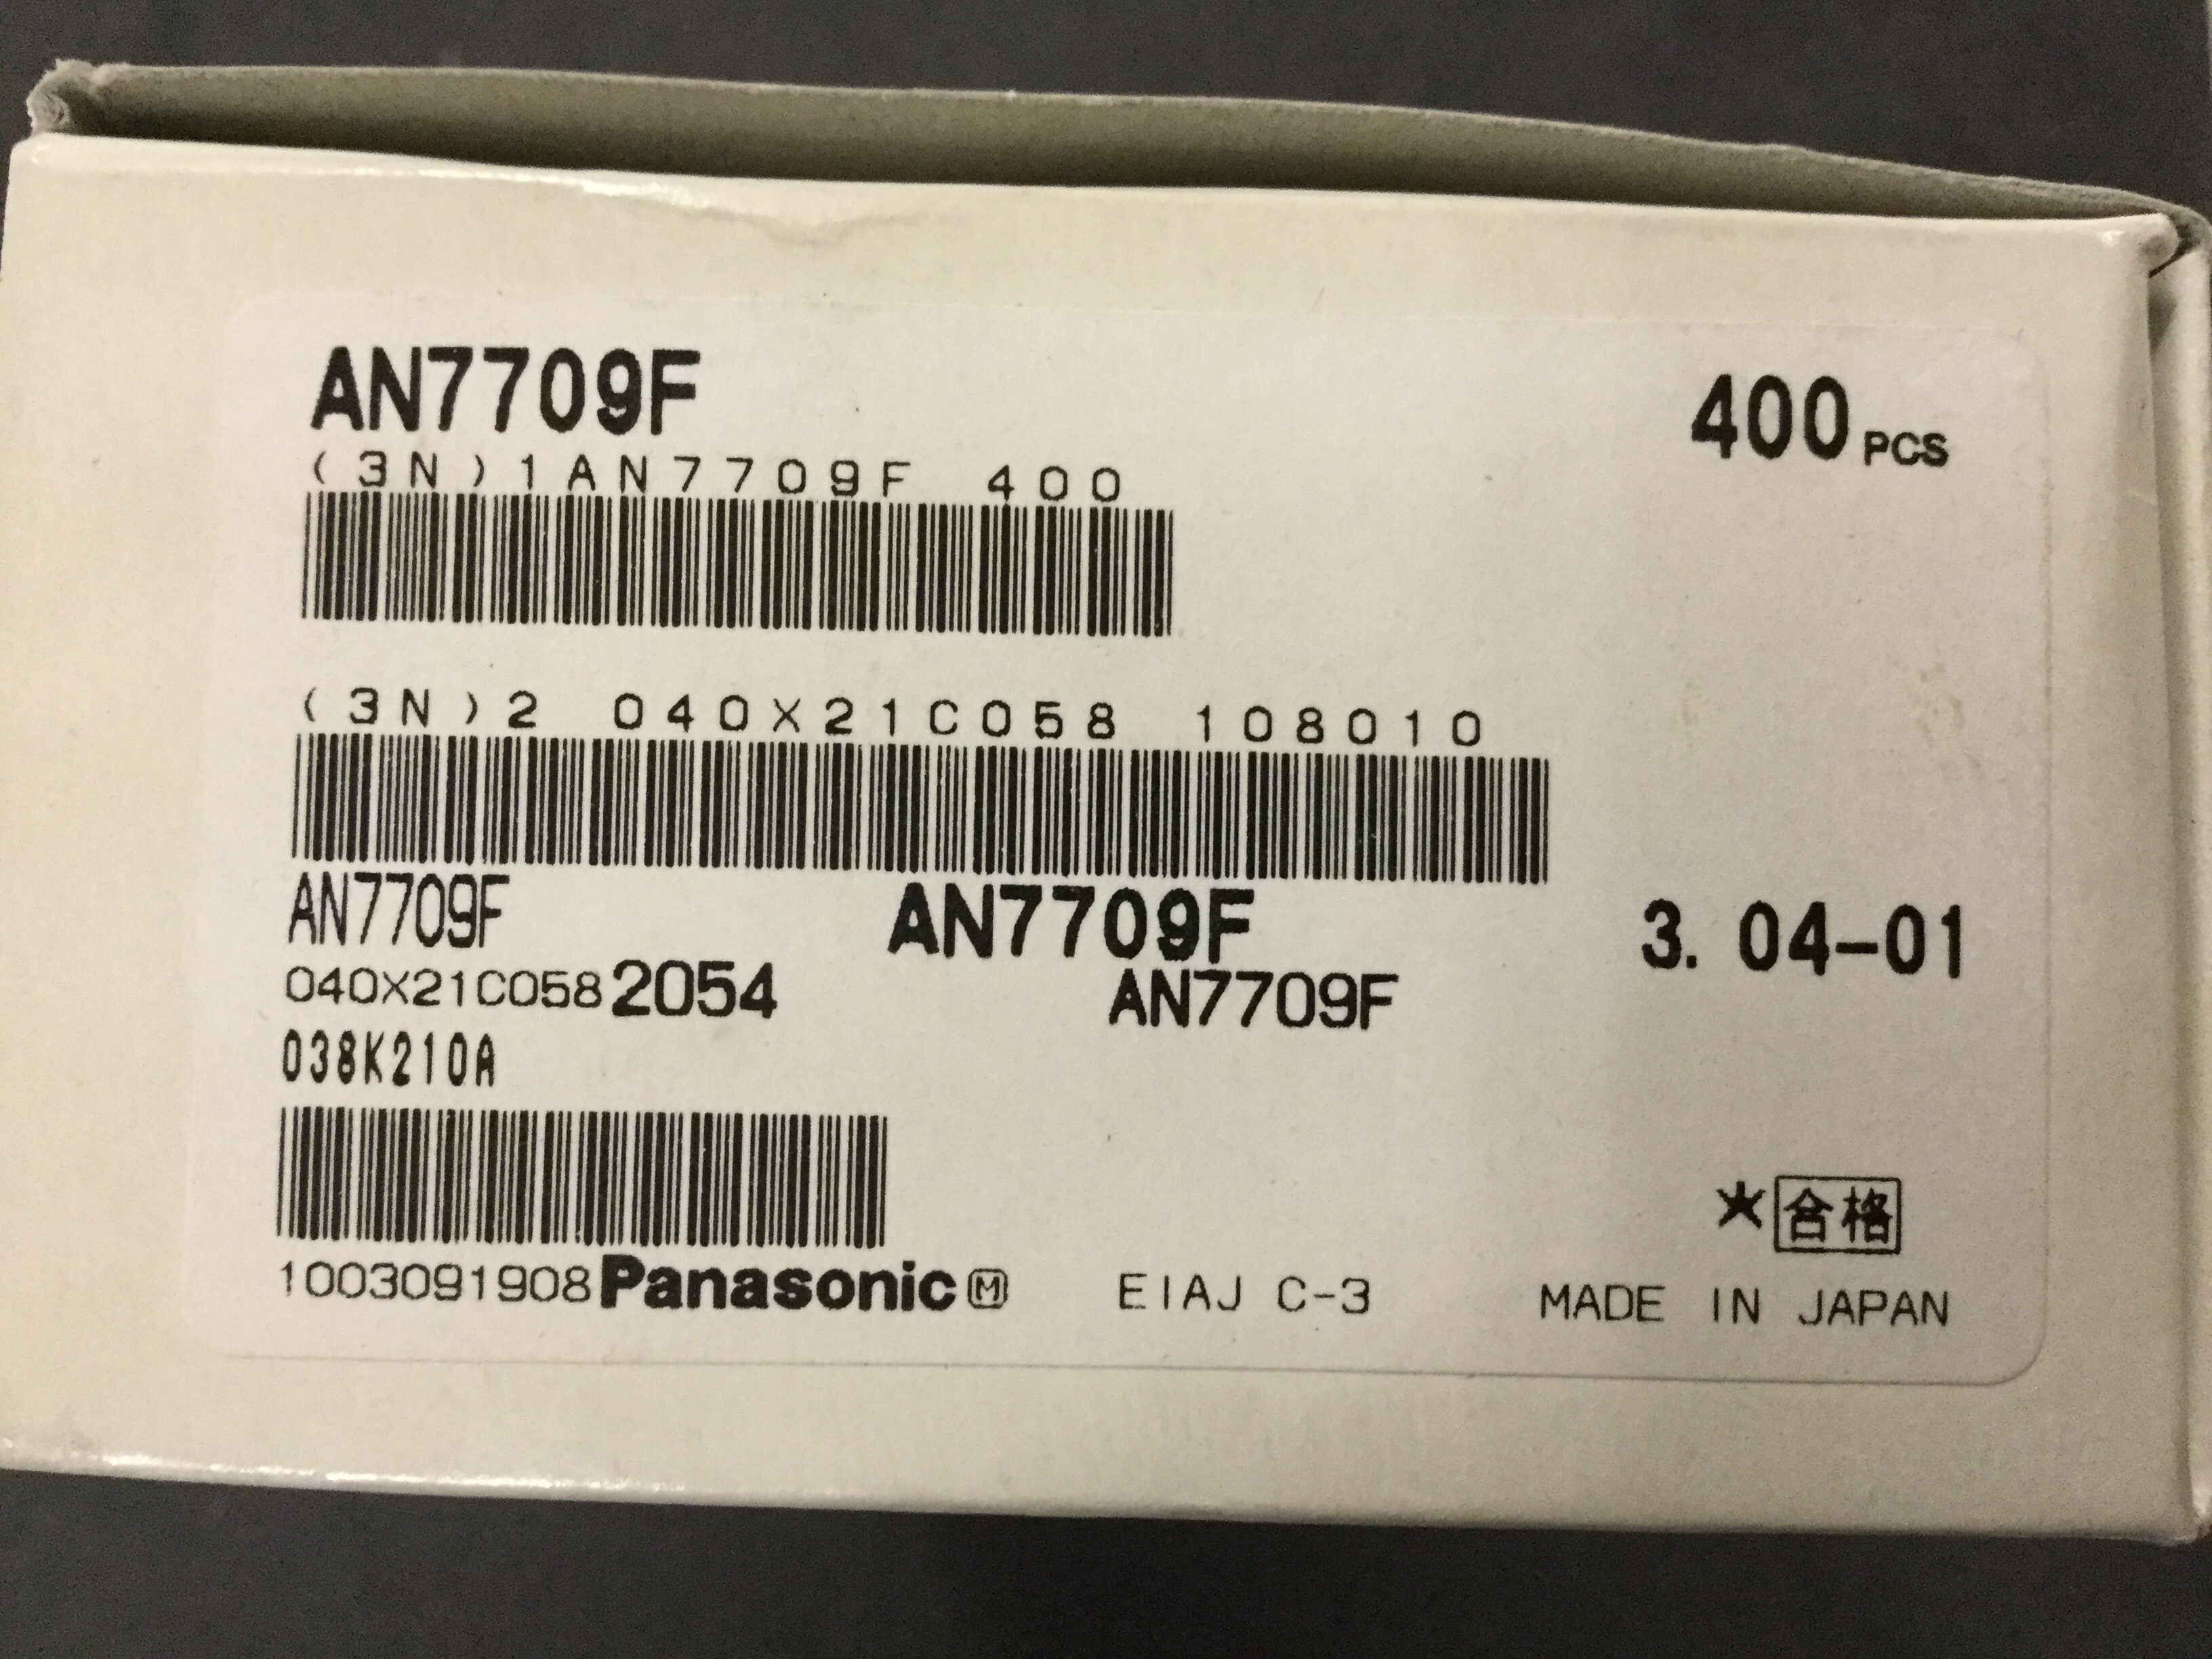 AN7709F
400 PCS
(3N)1AN7709F 400
(3N)2 040X21C058 108010
AN7709F AN7709F 3. 04-01
040X21C058 2054 AN7709F
038K210A
*合格
1003091908 Panasonic M EIAJ C-3 MADE IN JAPAN